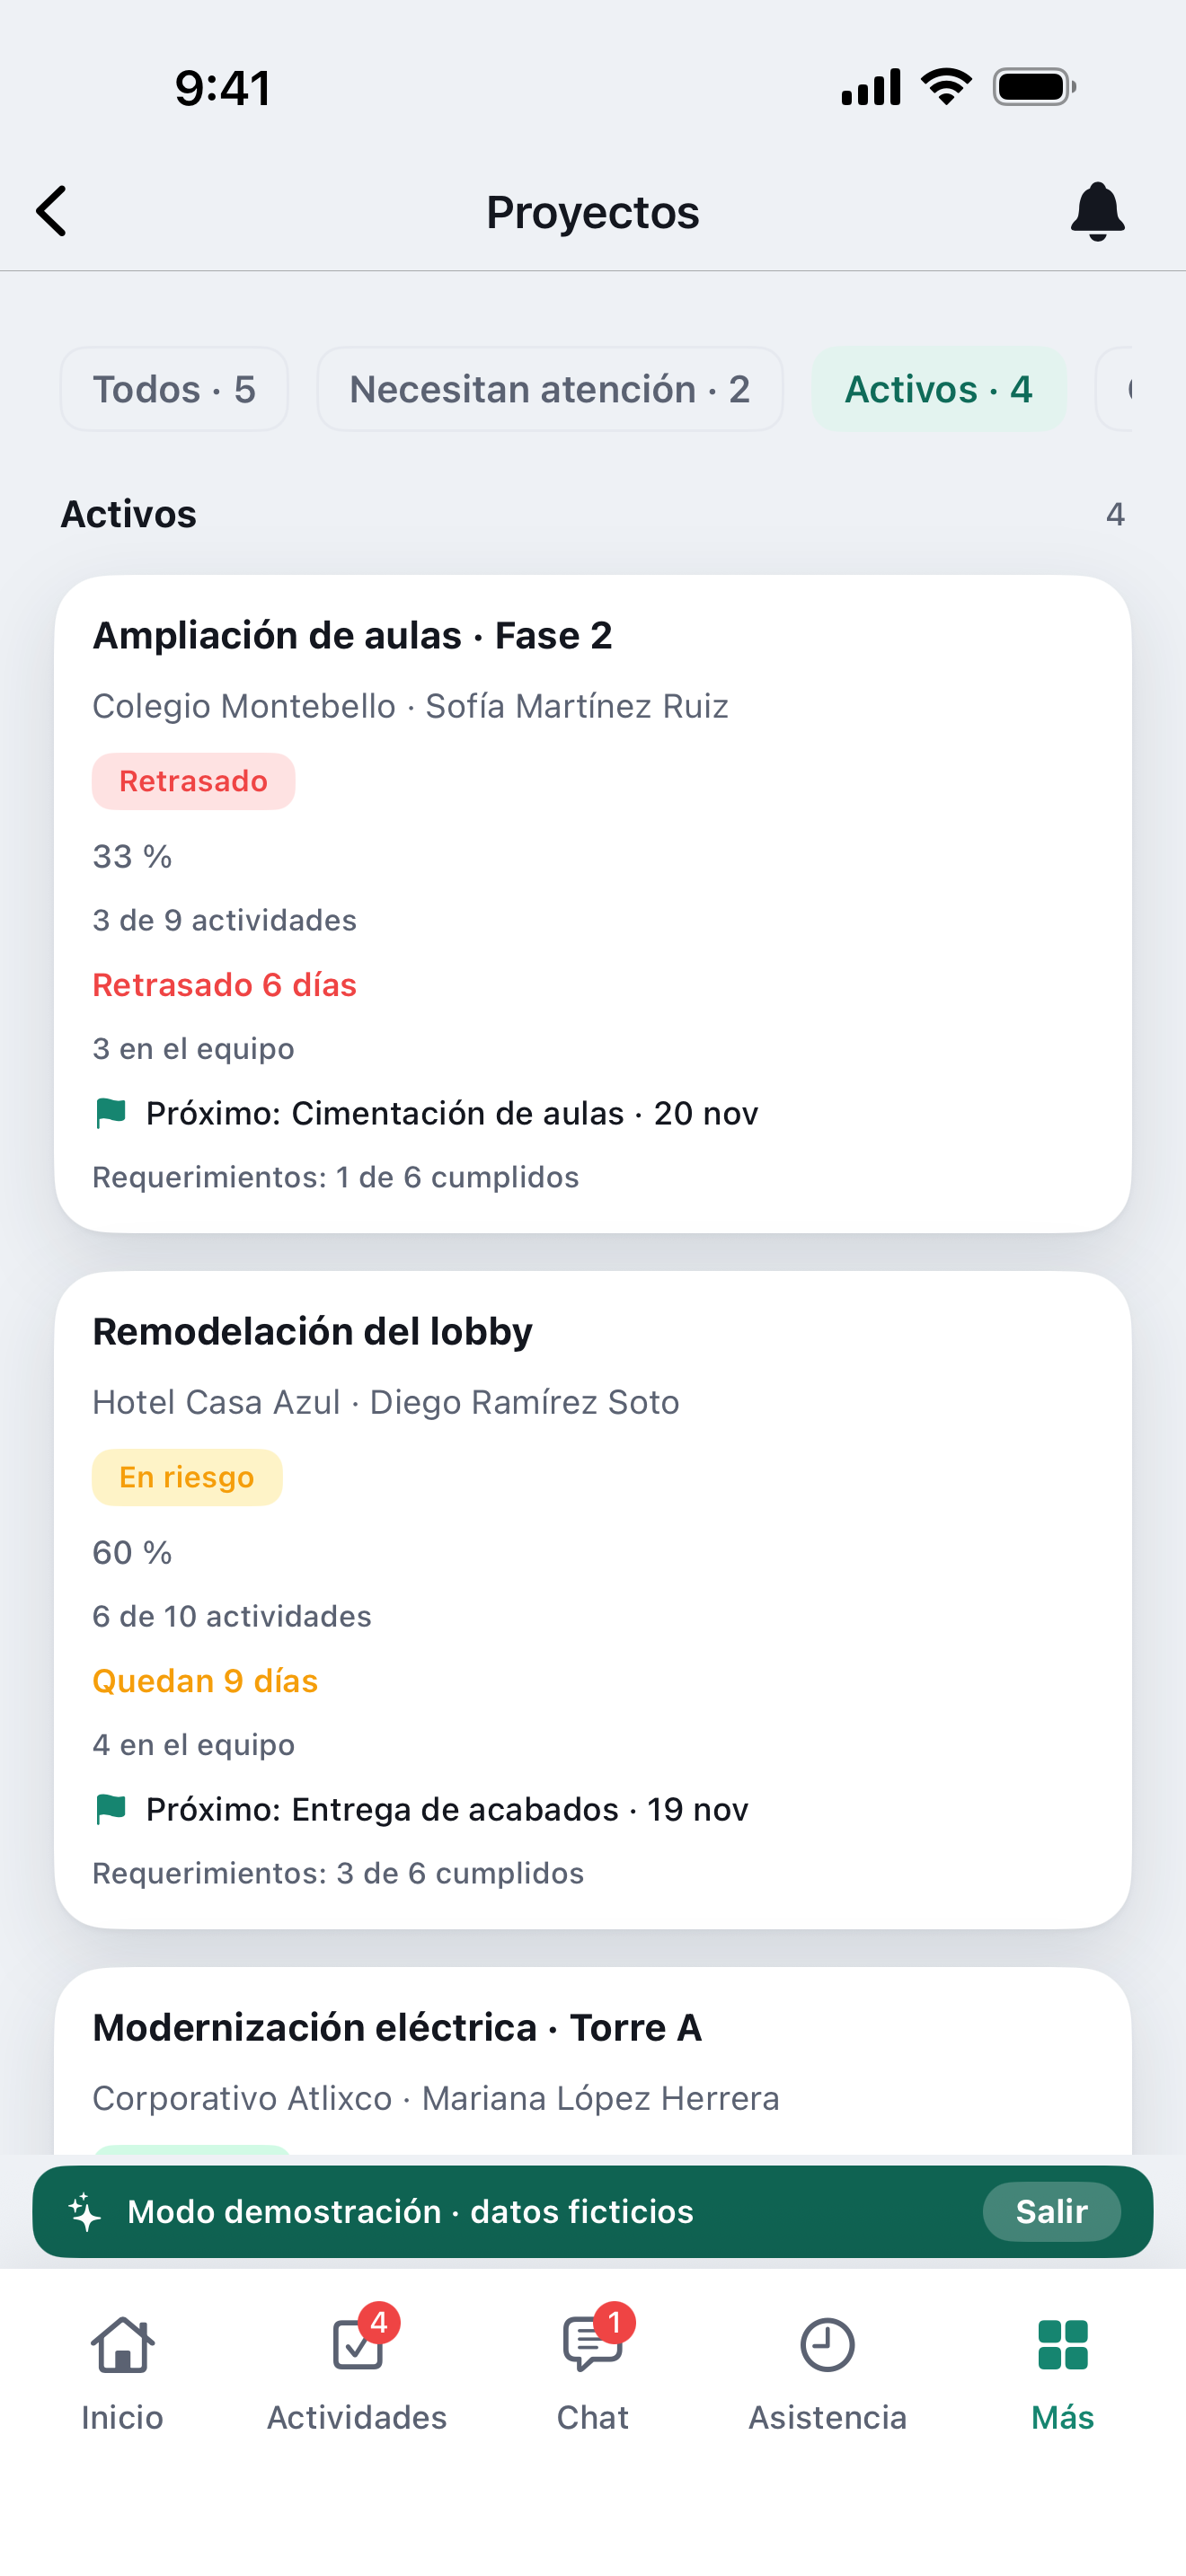 9:41
Proyectos
Todos · 5
Necesitan atención · 2
Activos · 4
Activos
4
Ampliación de aulas · Fase 2
Colegio Montebello · Sofía Martínez Ruiz
Retrasado
33 %
3 de 9 actividades
Retrasado 6 días
3 en el equipo
Próximo: Cimentación de aulas · 20 nov
Requerimientos: 1 de 6 cumplidos
Remodelación del lobby
Hotel Casa Azul · Diego Ramírez Soto
En riesgo
60 %
6 de 10 actividades
Quedan 9 días
4 en el equipo
Próximo: Entrega de acabados · 19 nov
Requerimientos: 3 de 6 cumplidos
Modernización eléctrica · Torre A
Corporativo Atlixco · Mariana López Herrera
Modo demostración · datos ficticios
Salir
4
1
Inicio
Actividades
Chat
Asistencia
Más